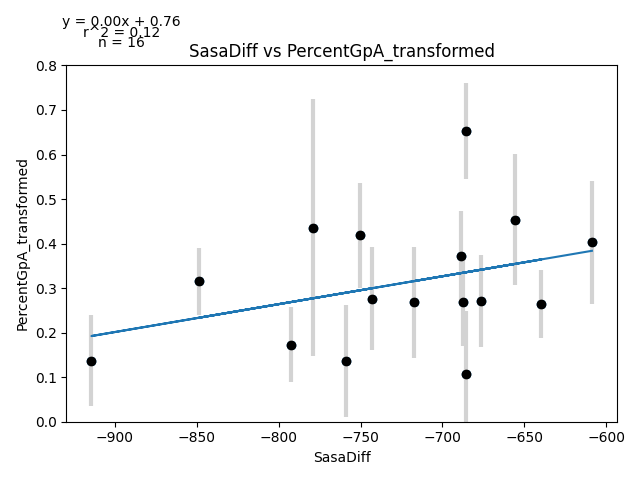 y = 0.00x + 0.76
r^2 = 0.12
n = 16
SasaDiff vs PercentGpA_transformed
PercentGpA_transformed
0.8
0.7
0.6
0.5
0.4
0.3
0.2
0.1
0.0
−900
−850
−800
−750
−700
−650
−600
SasaDiff